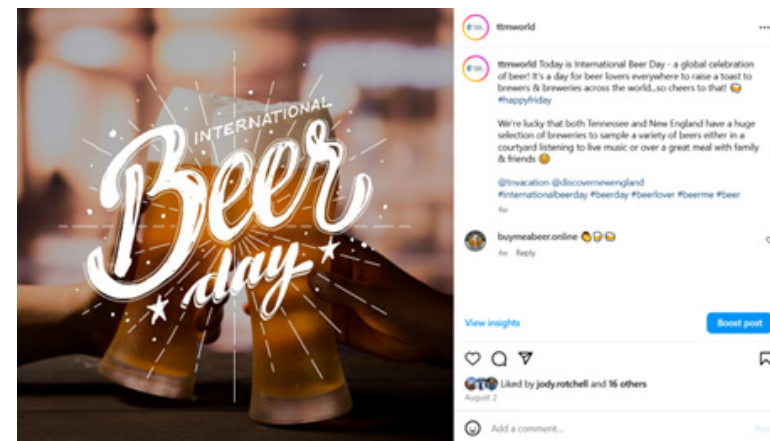 INTERNATIONAL
Beer
day
ttmworld
ttmworld Today is International Beer Day - a global celebration
of beer! It's a day for beer lovers everywhere to raise a toast to
brewers & breweries across the world...so cheers to that! 🍻
#happyfriday
We're lucky that both Tennessee and New England have a huge
selection of breweries to sample a variety of beers either in a
courtyard listening to live music or over a great meal with family
& friends 😊
@tnvacation @discovernewengland
#internationalbeerday #beerday #beerlover #beerme #beer
4w
buymeabeer.online 👏🍺🍻
4w Reply
View insights
Boost post
Liked by jody.rotchell and 16 others
August 2
Add a comment...
Post